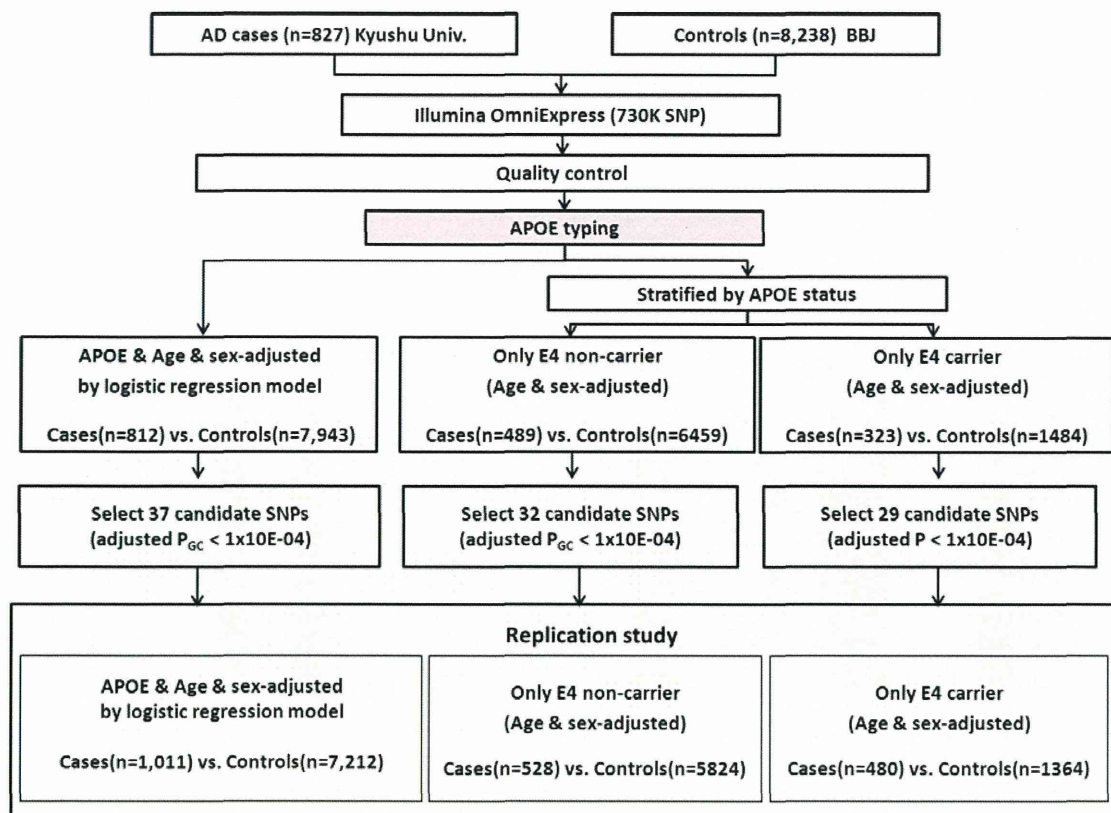 AD cases (n=827) Kyushu Univ.
Controls (n=8,238) BBJ
Illumina OmniExpress (730K SNP)
Quality control
APOE typing
Stratified by APOE status
APOE & Age & sex-adjusted
by logistic regression model
Cases(n=812) vs. Controls(n=7,943)
Only E4 non-carrier
(Age & sex-adjusted)
Cases(n=489) vs. Controls(n=6459)
Only E4 carrier
(Age & sex-adjusted)
Cases(n=323) vs. Controls(n=1484)
Select 37 candidate SNPs
(adjusted PGC < 1x10E-04)
Select 32 candidate SNPs
(adjusted PGC < 1x10E-04)
Select 29 candidate SNPs
(adjusted P < 1x10E-04)
Replication study
APOE & Age & sex-adjusted
by logistic regression model
Cases(n=1,011) vs. Controls(n=7,212)
Only E4 non-carrier
(Age & sex-adjusted)
Cases(n=528) vs. Controls(n=5824)
Only E4 carrier
(Age & sex-adjusted)
Cases(n=480) vs. Controls(n=1364)